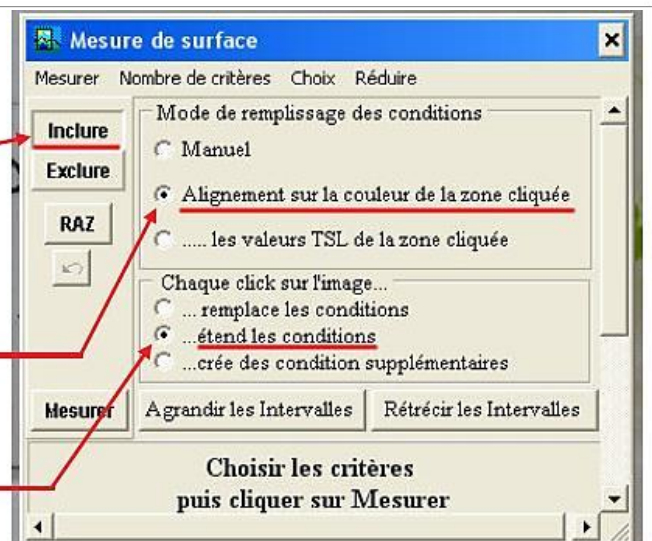 Mesure de surface
Mesurer Nombre de critères Choix Réduire
Inclure
Exclure
RAZ
Mode de remplissage des conditions
Manuel
Alignement sur la couleur de la zone cliquée
..... les valeurs TSL de la zone cliquée
Chaque click sur l'image...
... remplace les conditions
...étend les conditions
...crée des condition supplémentaires
Mesurer Agrandir les Intervalles Rétrécir les Intervalles
Choisir les critères
puis cliquer sur Mesurer